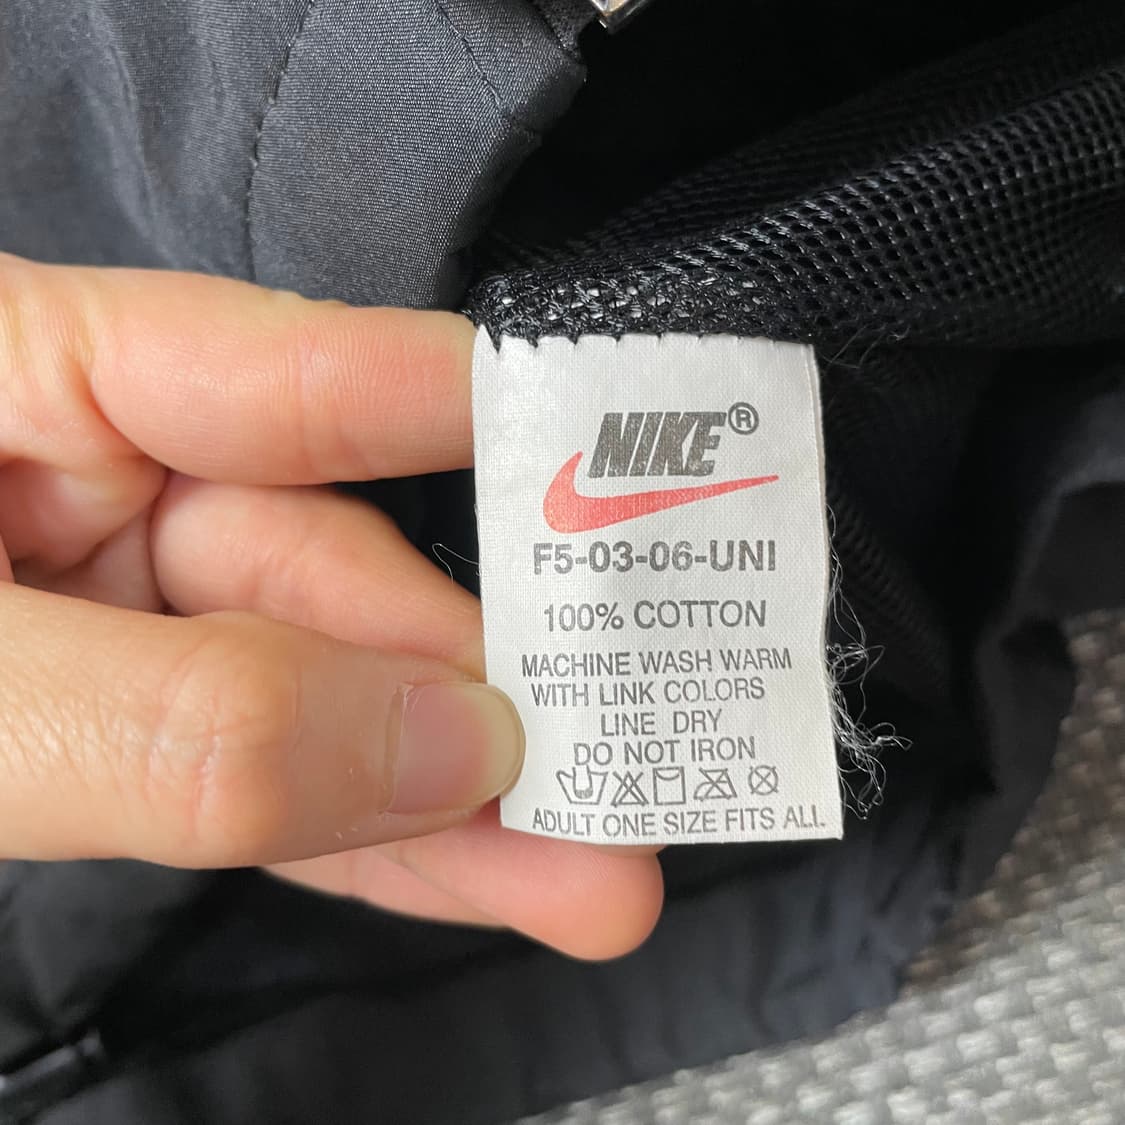 NIKE®
F5-03-06-UNI
100% COTTON
MACHINE WASH WARM
WITH LINK COLORS
LINE DRY
DO NOT IRON
ADULT ONE SIZE FITS ALL